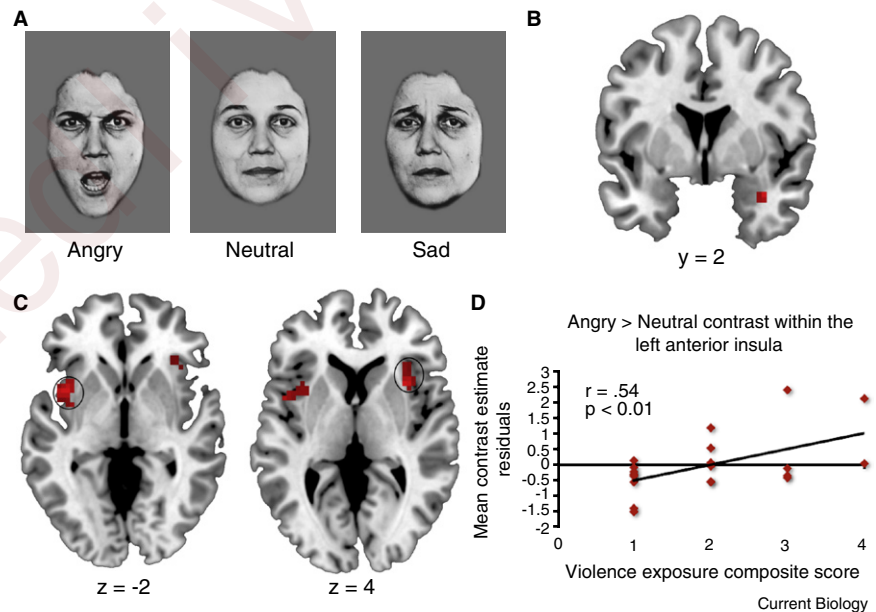 A
Angry
Neutral
Sad
B
y = 2
C
z = -2
z = 4
D
Angry > Neutral contrast within the
left anterior insula
Mean contrast estimate
residuals
3
2.5
2
1.5
1
0.5
0
-0.5
-1
-1.5
-2
r = .54
p < 0.01
0
1
2
3
4
Violence exposure composite score
Current Biology